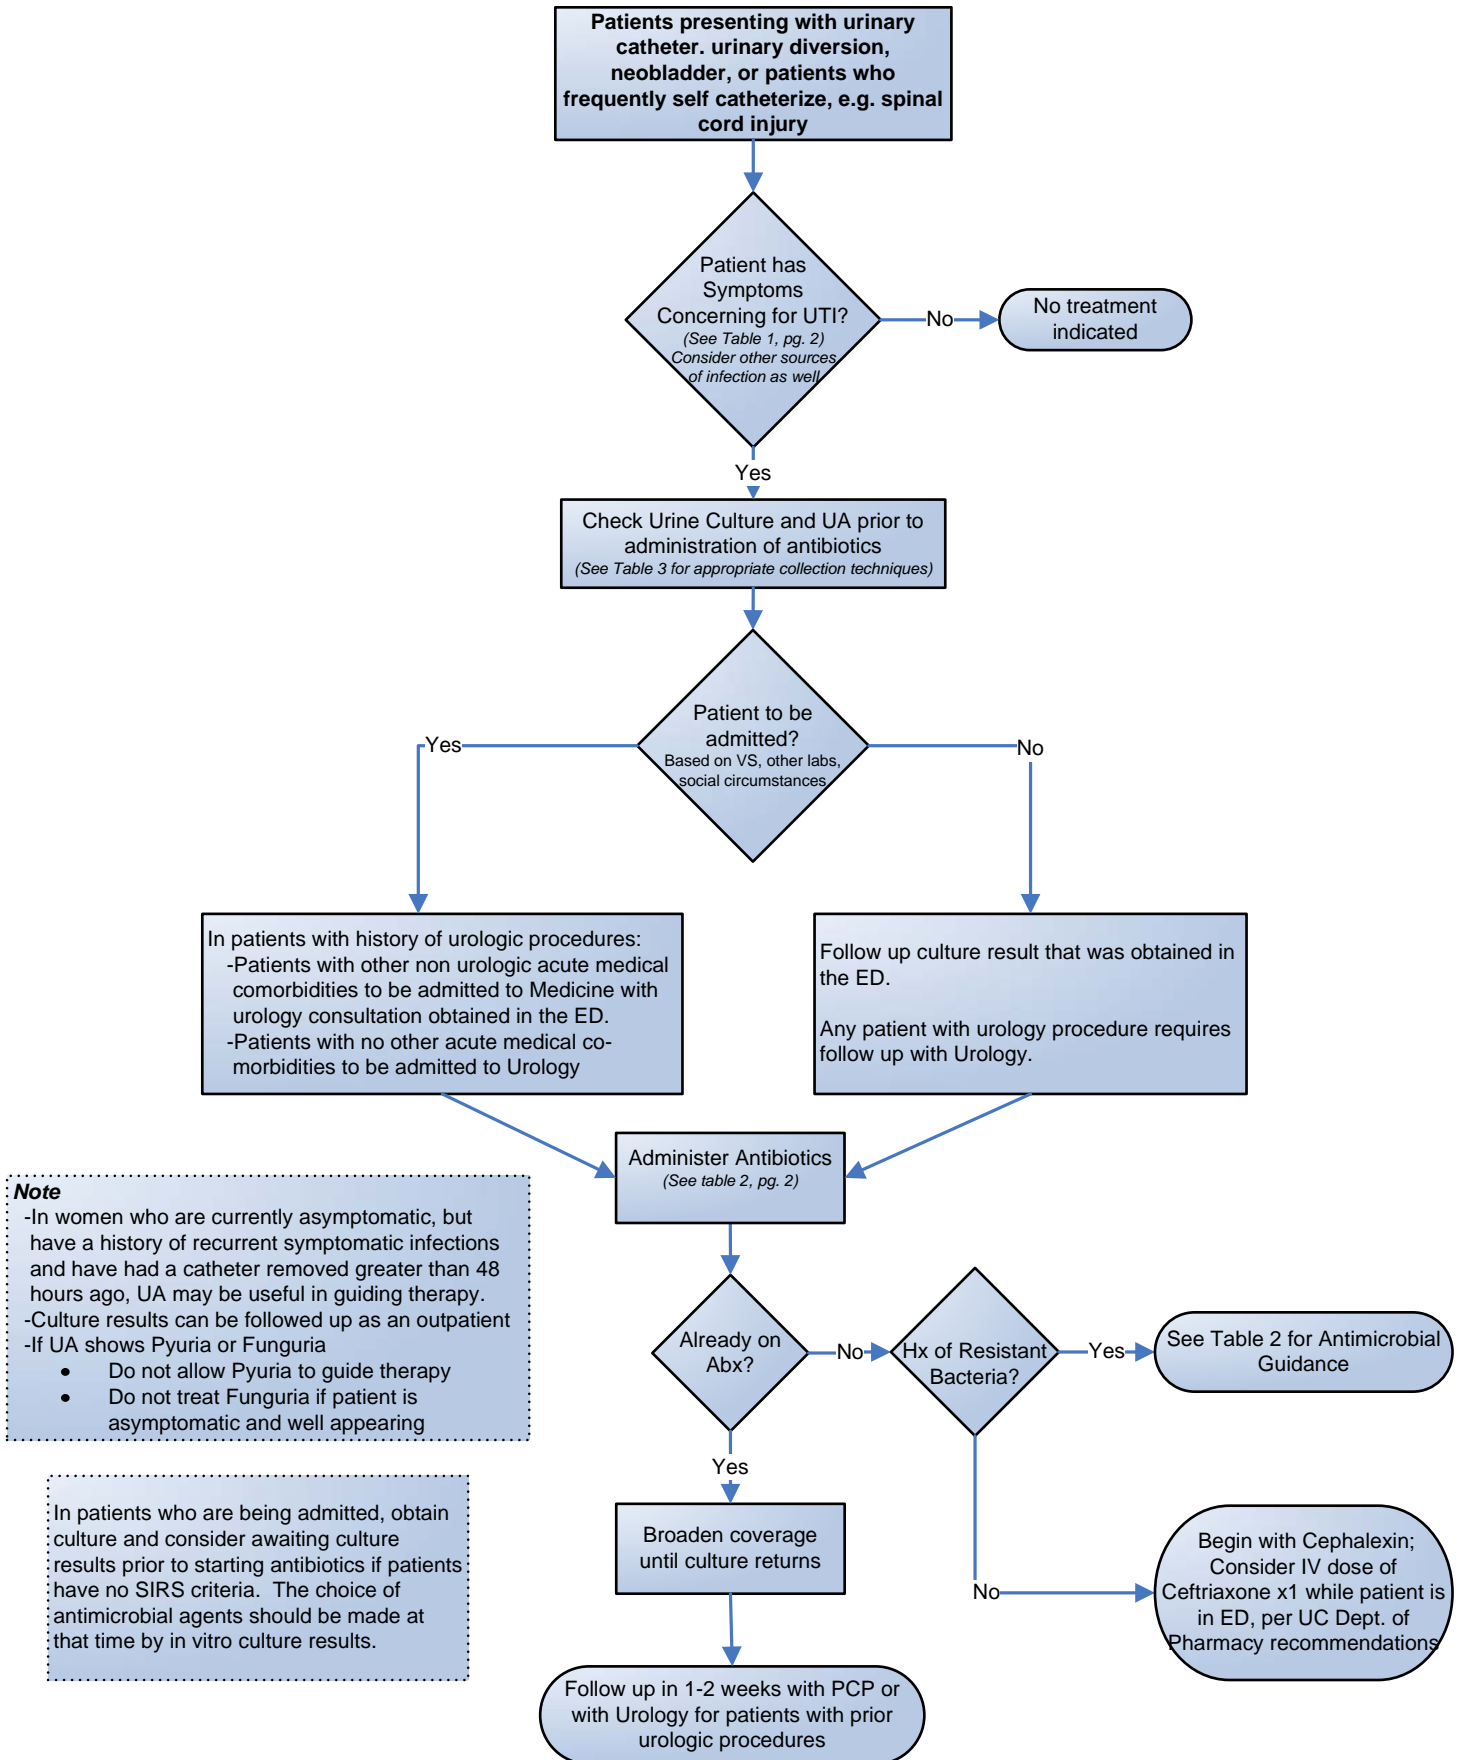 Patients presenting with urinary
catheter. urinary diversion,
neobladder, or patients who
frequently self catheterize, e.g. spinal
cord injury
Patient has
Symptoms
Concerning for UTI?
(See Table 1, pg. 2)
Consider other sources
of infection as well
No
No treatment
indicated
Yes
Check Urine Culture and UA prior to
administration of antibiotics
(See Table 3 for appropriate collection techniques)
Patient to be
admitted?
Based on VS, other labs,
social circumstances
Yes
No
In patients with history of urologic procedures:
-Patients with other non urologic acute medical
comorbidities to be admitted to Medicine with
urology consultation obtained in the ED.
-Patients with no other acute medical co-
morbidities to be admitted to Urology
Follow up culture result that was obtained in
the ED.
Any patient with urology procedure requires
follow up with Urology.
Administer Antibiotics
(See table 2, pg. 2)
Note
-In women who are currently asymptomatic, but
have a history of recurrent symptomatic infections
and have had a catheter removed greater than 48
hours ago, UA may be useful in guiding therapy.
-Culture results can be followed up as an outpatient
-If UA shows Pyuria or Funguria
• Do not allow Pyuria to guide therapy
• Do not treat Funguria if patient is
asymptomatic and well appearing
Already on
Abx?
No
Hx of Resistant
Bacteria?
Yes
See Table 2 for Antimicrobial
Guidance
Yes
In patients who are being admitted, obtain
culture and consider awaiting culture
results prior to starting antibiotics if patients
have no SIRS criteria.  The choice of
antimicrobial agents should be made at
that time by in vitro culture results.
Broaden coverage
until culture returns
No
Begin with Cephalexin;
Consider IV dose of
Ceftriaxone x1 while patient is
in ED, per UC Dept. of
Pharmacy recommendations
Follow up in 1-2 weeks with PCP or
with Urology for patients with prior
urologic procedures